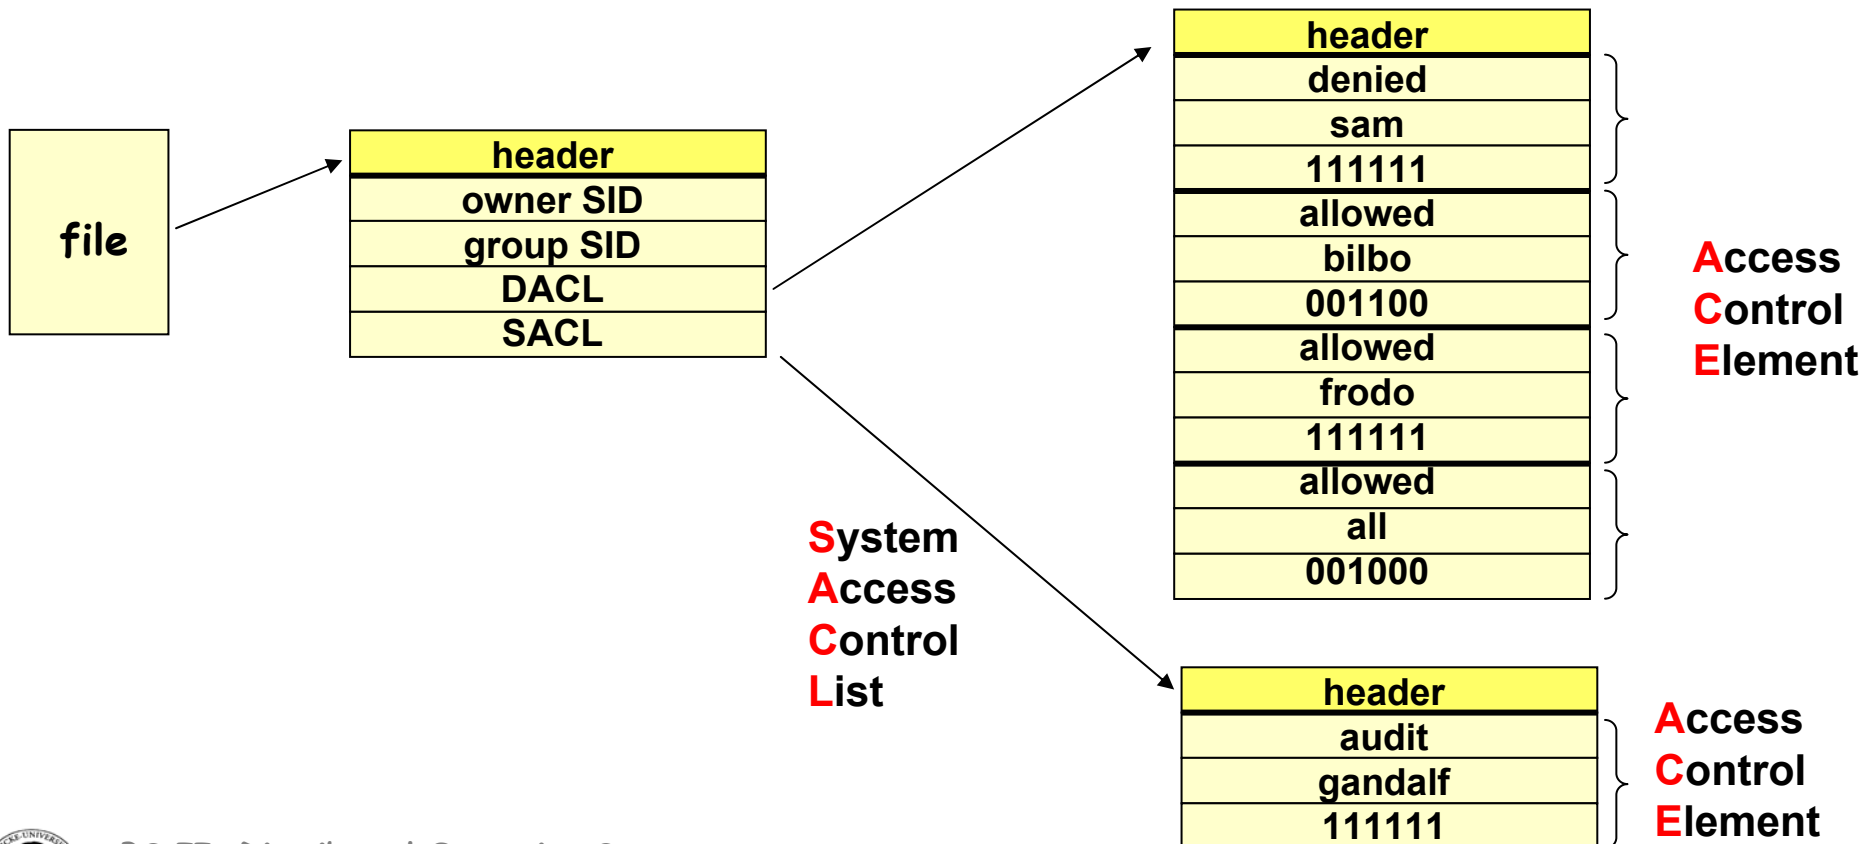 file
header
owner SID
group SID
DACL
SACL
header
denied
sam
111111
allowed
bilbo
001100
allowed
frodo
111111
allowed
all
001000
Access
Control
Element
System
Access
Control
List
header
audit
gandalf
111111
Access
Control
Element